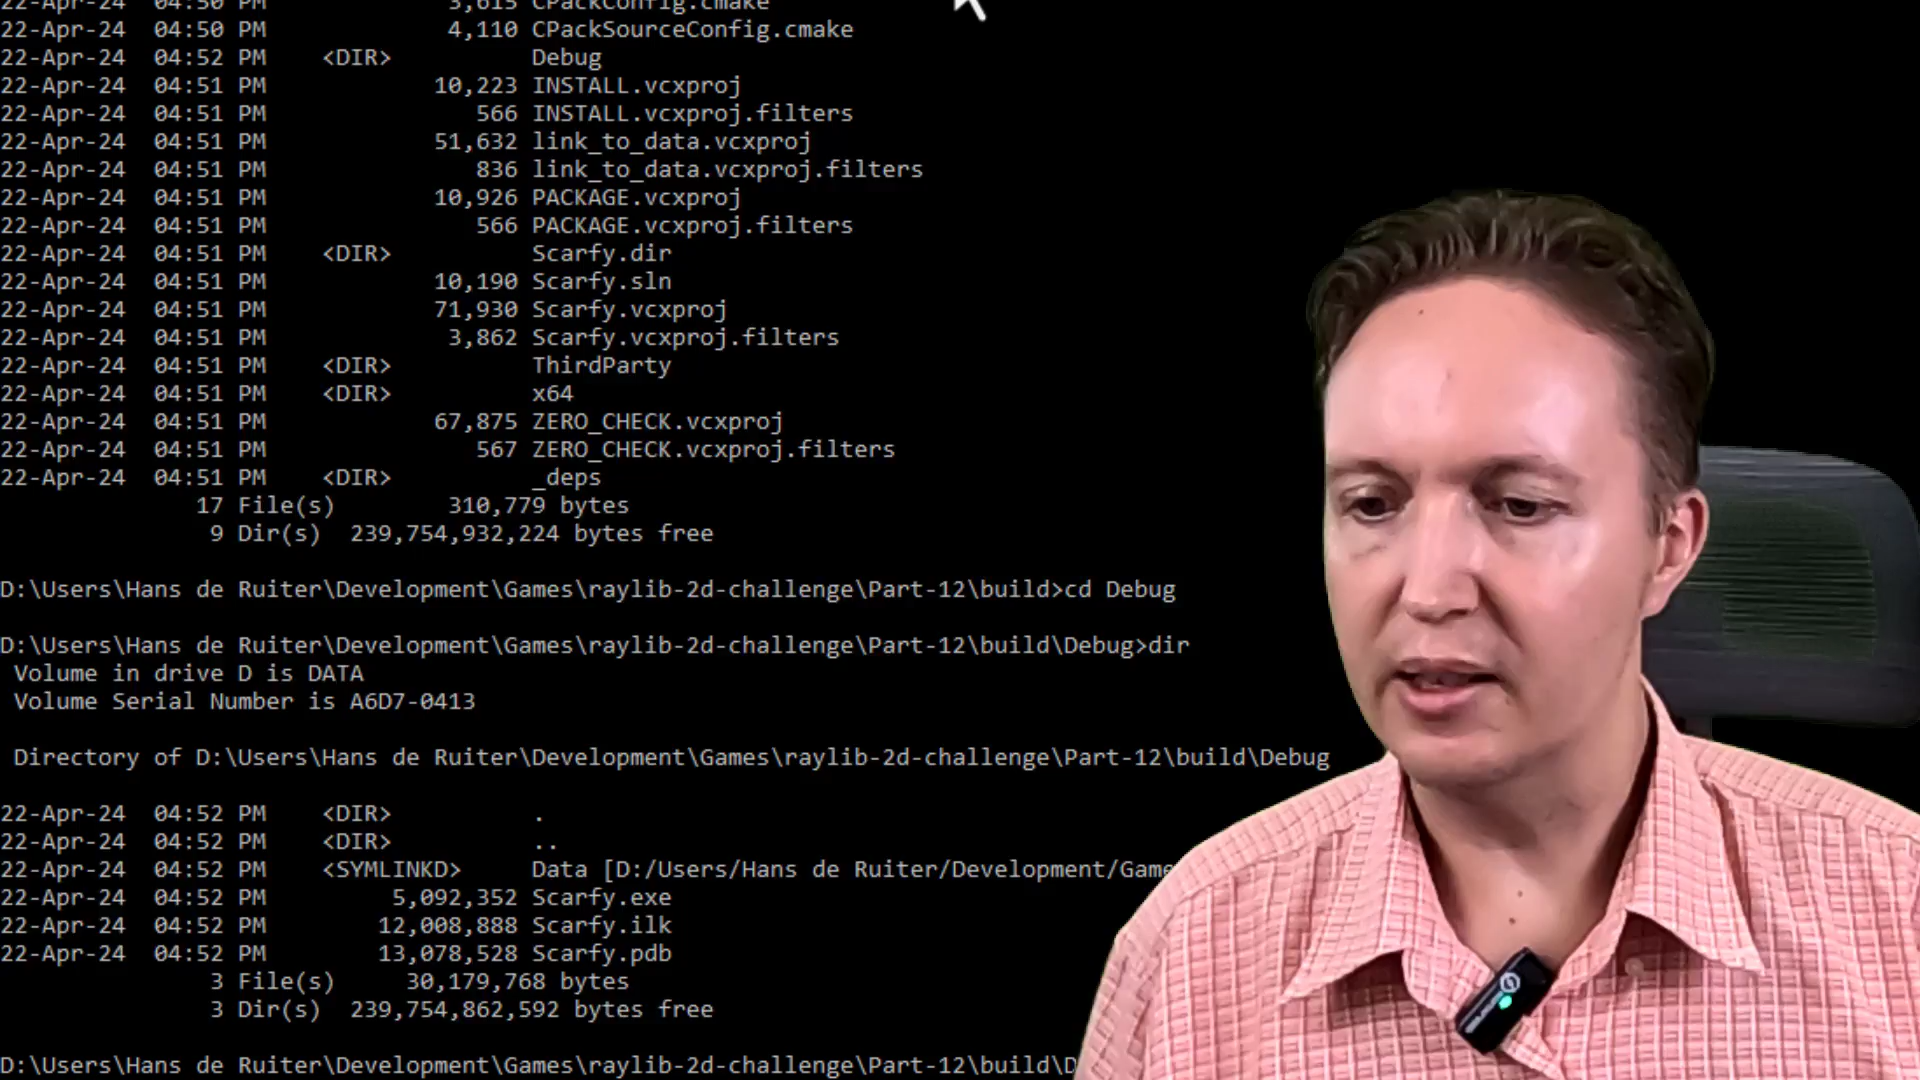 22-Apr-24 04:50 PM 3,615 CPackConfig.cmake
22-Apr-24 04:50 PM 4,110 CPackSourceConfig.cmake
22-Apr-24 04:52 PM <DIR> Debug
22-Apr-24 04:51 PM 10,223 INSTALL.vcxproj
22-Apr-24 04:51 PM 566 INSTALL.vcxproj.filters
22-Apr-24 04:51 PM 51,632 link_to_data.vcxproj
22-Apr-24 04:51 PM 836 link_to_data.vcxproj.filters
22-Apr-24 04:51 PM 10,926 PACKAGE.vcxproj
22-Apr-24 04:51 PM 566 PACKAGE.vcxproj.filters
22-Apr-24 04:51 PM <DIR> Scarfy.dir
22-Apr-24 04:51 PM 10,190 Scarfy.sln
22-Apr-24 04:51 PM 71,930 Scarfy.vcxproj
22-Apr-24 04:51 PM 3,862 Scarfy.vcxproj.filters
22-Apr-24 04:51 PM <DIR> ThirdParty
22-Apr-24 04:51 PM <DIR> x64
22-Apr-24 04:51 PM 67,875 ZERO_CHECK.vcxproj
22-Apr-24 04:51 PM 567 ZERO_CHECK.vcxproj.filters
22-Apr-24 04:51 PM <DIR> _deps
17 File(s) 310,779 bytes
9 Dir(s) 239,754,932,224 bytes free
D:\Users\Hans de Ruiter\Development\Games\raylib-2d-challenge\Part-12\build>cd Debug
D:\Users\Hans de Ruiter\Development\Games\raylib-2d-challenge\Part-12\build\Debug>dir
Volume in drive D is DATA
Volume Serial Number is A6D7-0413
Directory of D:\Users\Hans de Ruiter\Development\Games\raylib-2d-challenge\Part-12\build\Debug
22-Apr-24 04:52 PM <DIR> .
22-Apr-24 04:52 PM <DIR> ..
22-Apr-24 04:52 PM <SYMLINKD> Data [D:/Users/Hans de Ruiter/Development/Game
22-Apr-24 04:52 PM 5,092,352 Scarfy.exe
22-Apr-24 04:52 PM 12,008,888 Scarfy.ilk
22-Apr-24 04:52 PM 13,078,528 Scarfy.pdb
3 File(s) 30,179,768 bytes
3 Dir(s) 239,754,862,592 bytes free
D:\Users\Hans de Ruiter\Development\Games\raylib-2d-challenge\Part-12\build\D